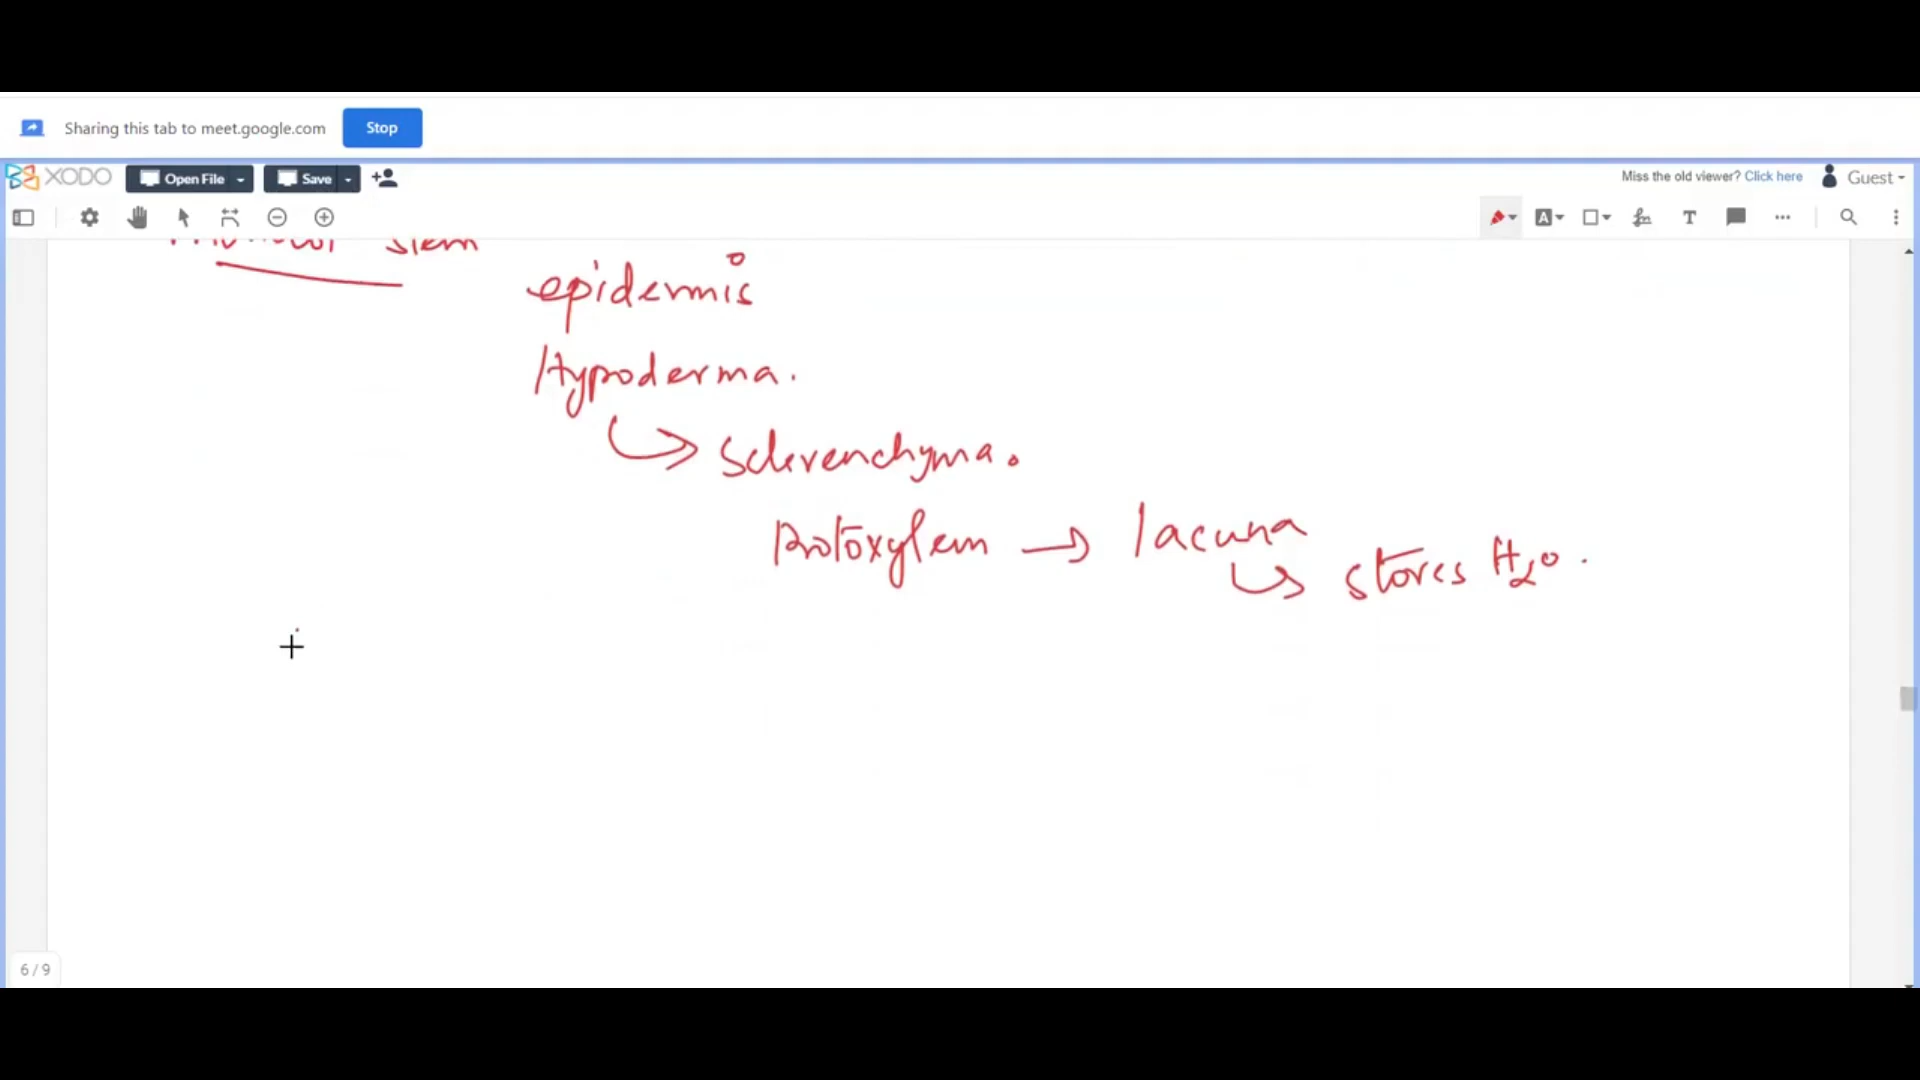 Sharing this tab to meet.google.com Stop
XODO Open File Save Miss the old viewer? Click here Guest
A T
stem
epidermis
Hypoderma.
sclerenchyma.
Protoxylem → lacuna
stores H₂O.
6 / 9